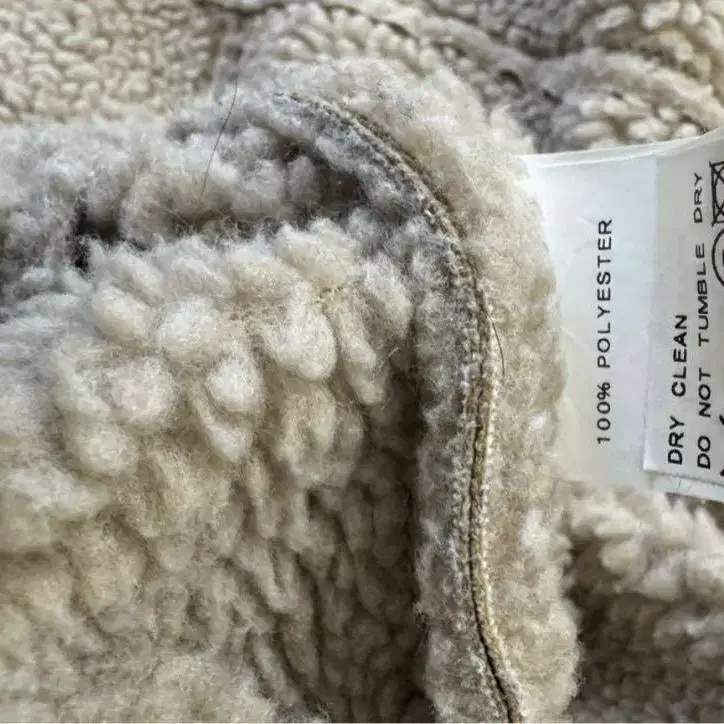 100% POLYESTER
DRY CLEAN
DO NOT TUMBLE DRY